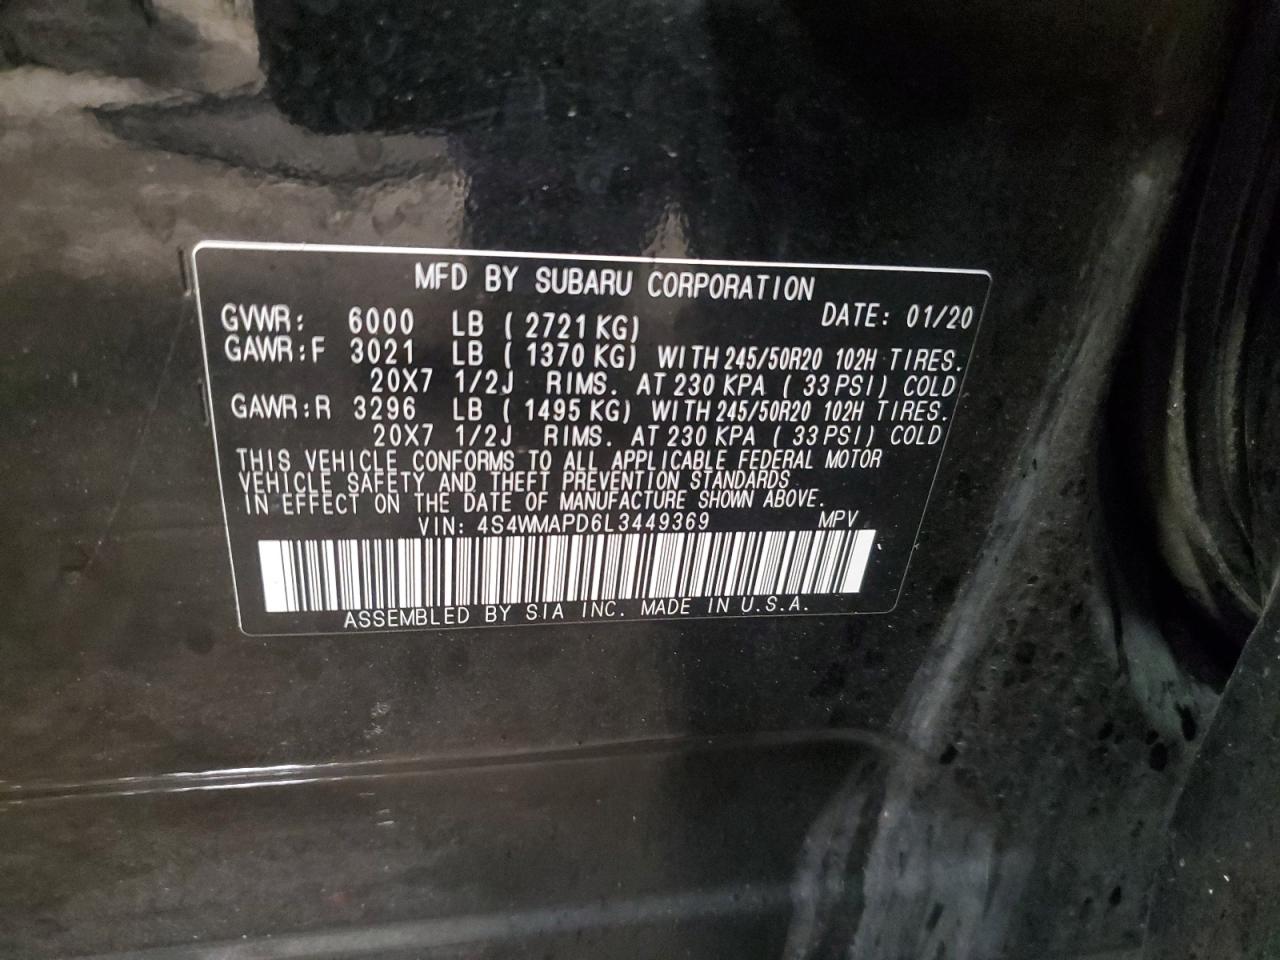 MFD BY SUBARU CORPORATION
GVWR: 6000 LB ( 2721 KG) DATE: 01/20
GAWR:F 3021 LB ( 1370 KG) WITH 245/50R20 102H TIRES.
20X7 1/2J RIMS. AT 230 KPA ( 33 PSI) COLD
GAWR:R 3296 LB ( 1495 KG) WITH 245/50R20 102H TIRES.
20X7 1/2J RIMS. AT 230 KPA ( 33 PSI) COLD
THIS VEHICLE CONFORMS TO ALL APPLICABLE FEDERAL MOTOR
VEHICLE SAFETY AND THEFT PREVENTION STANDARDS
IN EFFECT ON THE DATE OF MANUFACTURE SHOWN ABOVE.
VIN: 4S4WMAPD6L3449369 MPV
ASSEMBLED BY SIA INC. MADE IN U.S.A.